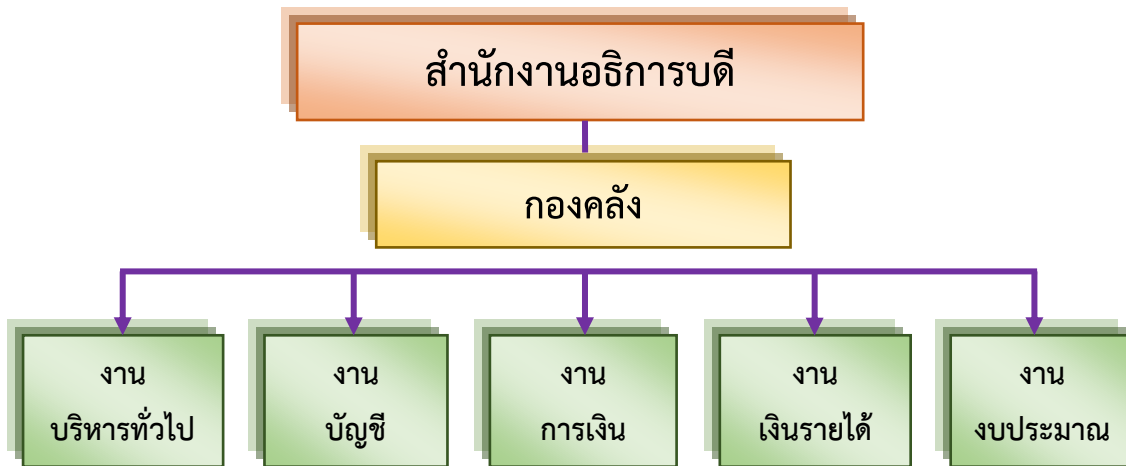 สำนักงานอธิการบดี
กองคลัง
งาน
บริหารทั่วไป
งาน
บัญชี
งาน
การเงิน
งาน
เงินรายได้
งาน
งบประมาณ